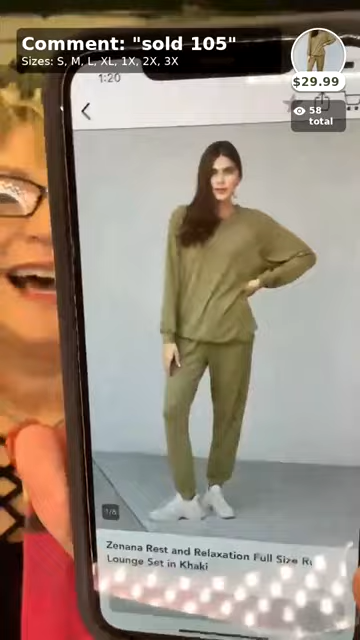 Comment: "sold 105"
Sizes: S, M, L, XL, 1X, 2X, 3X
$29.99
58
total
1:20
1/6
Zenana Rest and Relaxation Full Size
Lounge Set in Khaki